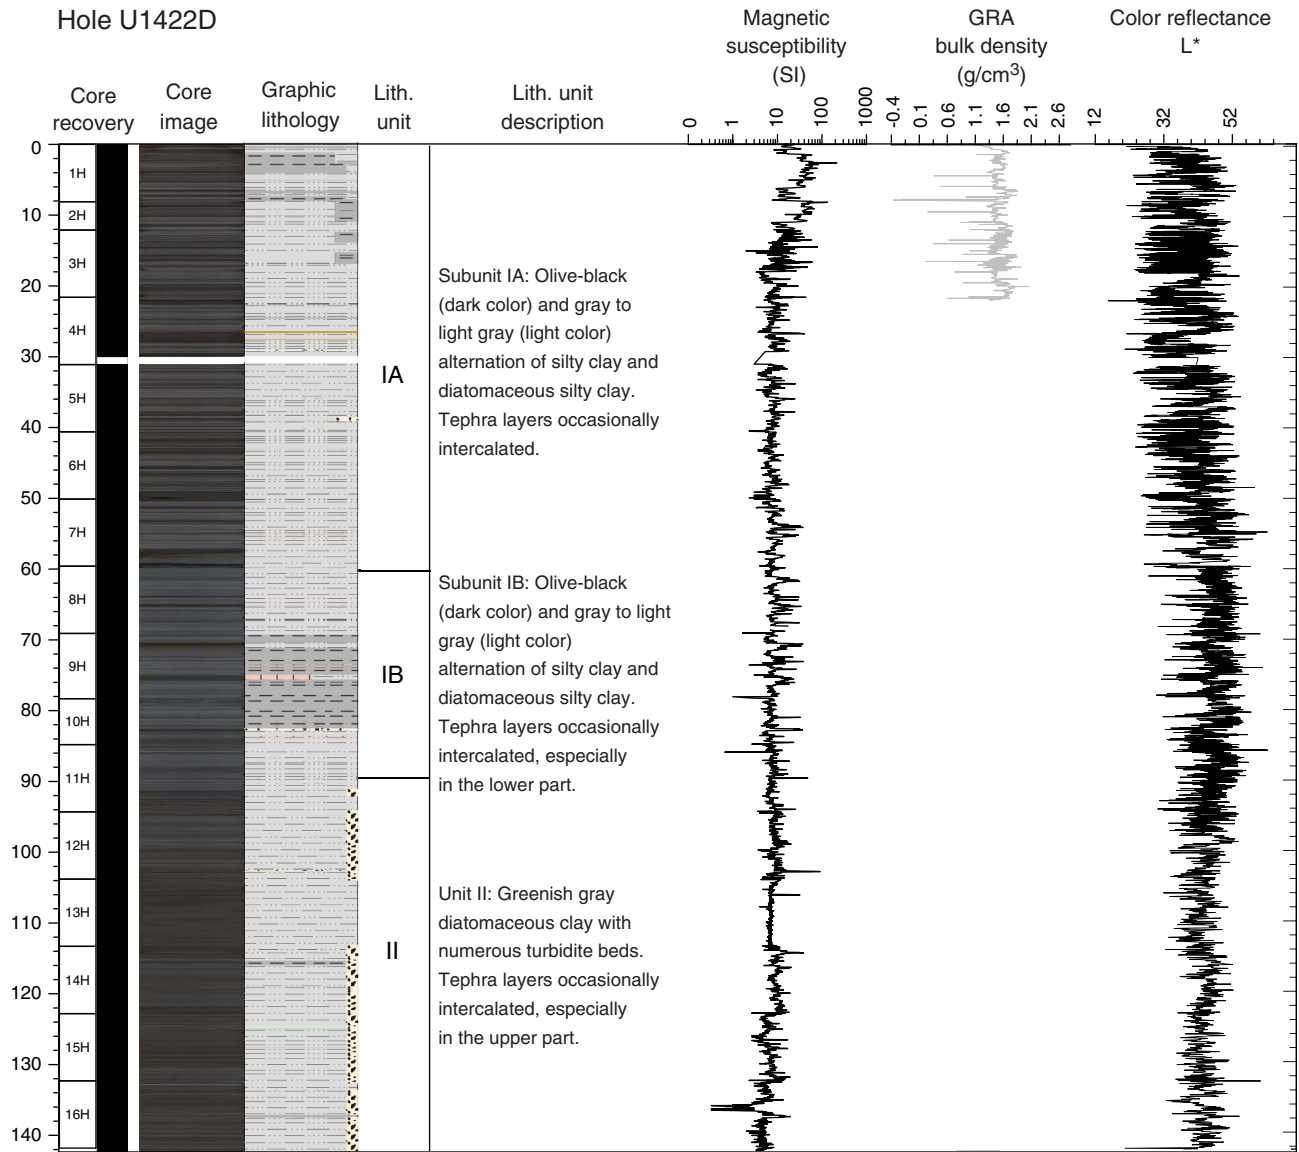 Hole U1422D
Core
recovery
Core
image
Graphic
lithology
Lith.
unit
Lith. unit
description
Magnetic
susceptibility
(SI)
GRA
bulk density
(g/cm3)
Color reflectance
L*
0
1
10
100
1000
-0.4
0.1
0.6
1.1
1.6
2.1
2.6
12
32
52
0
10
20
30
40
50
60
70
80
90
100
110
120
130
140
1H
2H
3H
4H
5H
6H
7H
8H
9H
10H
11H
12H
13H
14H
15H
16H
IA
IB
II
Subunit IA: Olive-black
(dark color) and gray to
light gray (light color)
alternation of silty clay and
diatomaceous silty clay.
Tephra layers occasionally
intercalated.
Subunit IB: Olive-black
(dark color) and gray to light
gray (light color)
alternation of silty clay and
diatomaceous silty clay.
Tephra layers occasionally
intercalated, especially
in the lower part.
Unit II: Greenish gray
diatomaceous clay with
numerous turbidite beds.
Tephra layers occasionally
intercalated, especially
in the upper part.